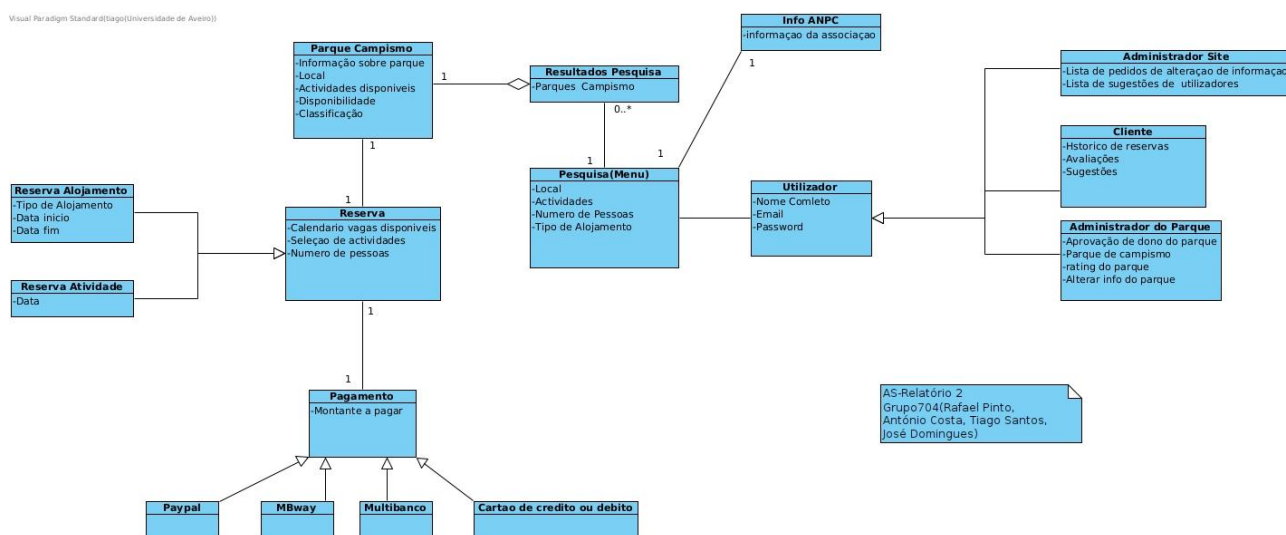 Visual Paradigm Standard(tiago(Universidade de Aveiro))
Info ANPC
-informaçao da associaçao
Parque Campismo
-Informação sobre parque
-Local
-Actividades disponiveis
-Disponibilidade
-Classificação
1
1
Resultados Pesquisa
-Parques Campismo
0..*
1
1
1
Administrador Site
-Lista de pedidos de alteraçao de informaçao
-Lista de sugestões de utilizadores
Cliente
-Hstorico de reservas
-Avaliações
-Sugestões
Pesquisa(Menu)
-Local
-Actividades
-Numero de Pessoas
-Tipo de Alojamento
Utilizador
-Nome Comleto
-Email
-Password
Administrador do Parque
-Aprovação de dono do parque
-Parque de campismo
-rating do parque
-Alterar info do parque
Reserva Alojamento
-Tipo de Alojamento
-Data inicio
-Data fim
1
Reserva
-Calendario vagas disponiveis
-Seleçao de actividades
-Numero de pessoas
Reserva Atividade
-Data
1
1
Pagamento
-Montante a pagar
AS-Relatório 2
Grupo704(Rafael Pinto,
António Costa, Tiago Santos,
José Domingues)
Paypal
MBway
Multibanco
Cartao de credito ou debito